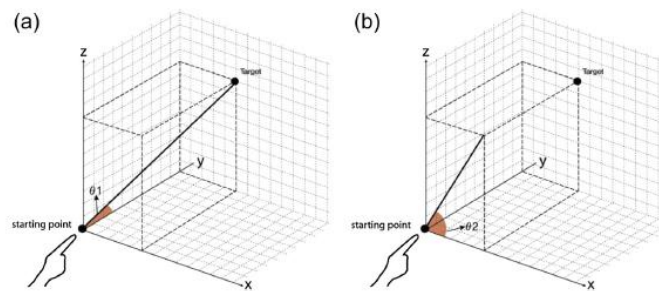 (a)
z
Target
y
θ1
starting point
x
(b)
z
Target
y
starting point
θ2
x